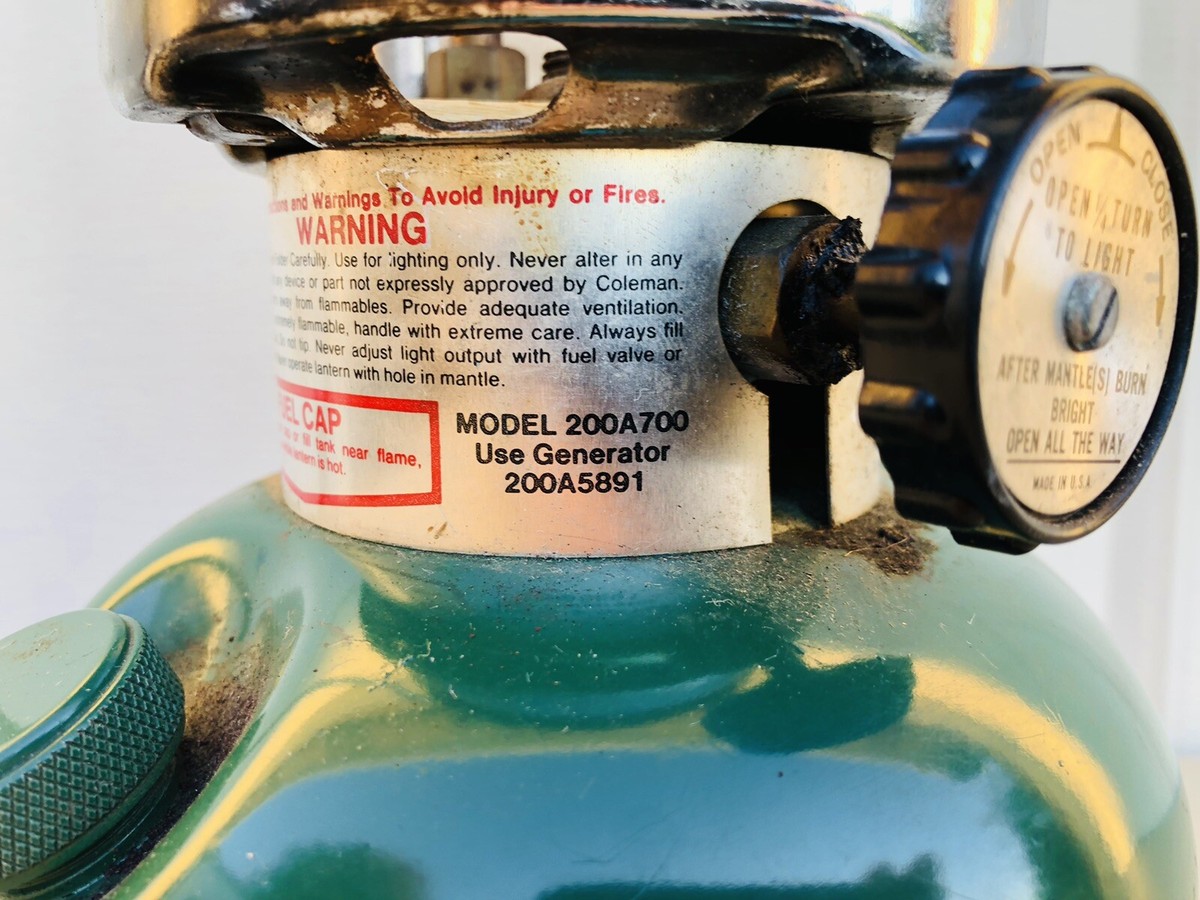 and Warnings To Avoid Injury or Fires.
WARNING
Carefully. Use for lighting only. Never alter in any
device or part not expressly approved by Coleman.
from flammables. Provide adequate ventilation.
flammable, handle with extreme care. Always fill
not tip. Never adjust light output with fuel valve or
operate lantern with hole in mantle.
CAP
or fill tank near flame,
lantern is hot.
MODEL 200A700
Use Generator
200A5891
OPEN CLOSE
OPEN ¼ TURN
TO LIGHT
AFTER MANTLE(S) BURN
BRIGHT
OPEN ALL THE WAY
MADE IN U.S.A.